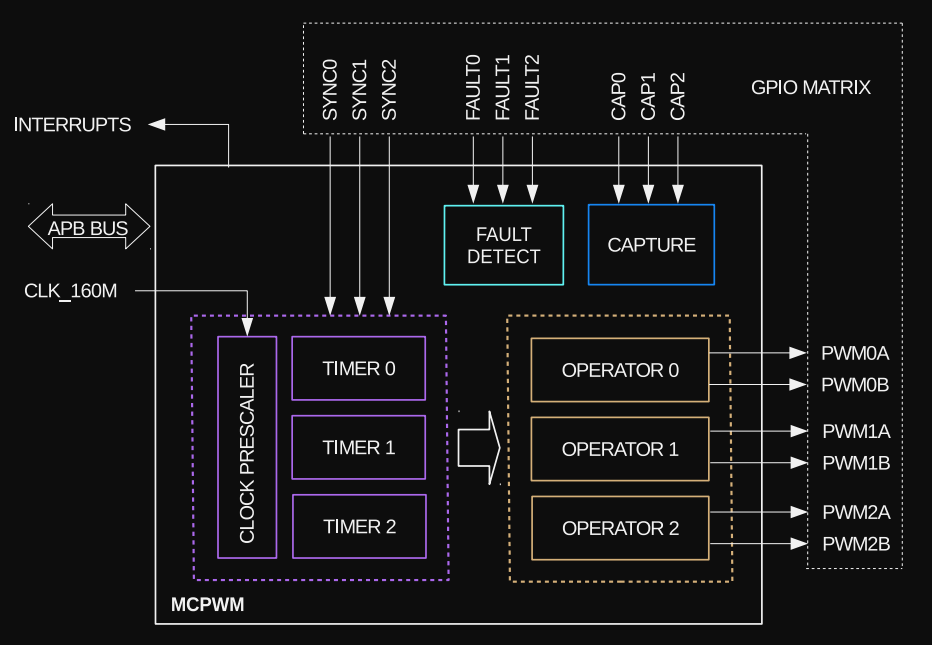 SYNC0
SYNC1
SYNC2
FAULT0
FAULT1
FAULT2
CAP0
CAP1
CAP2
GPIO MATRIX
INTERRUPTS
APB BUS
CLK_160M
FAULT
DETECT
CAPTURE
CLOCK PRESCALER
TIMER 0
TIMER 1
TIMER 2
OPERATOR 0
OPERATOR 1
OPERATOR 2
PWM0A
PWM0B
PWM1A
PWM1B
PWM2A
PWM2B
MCPWM